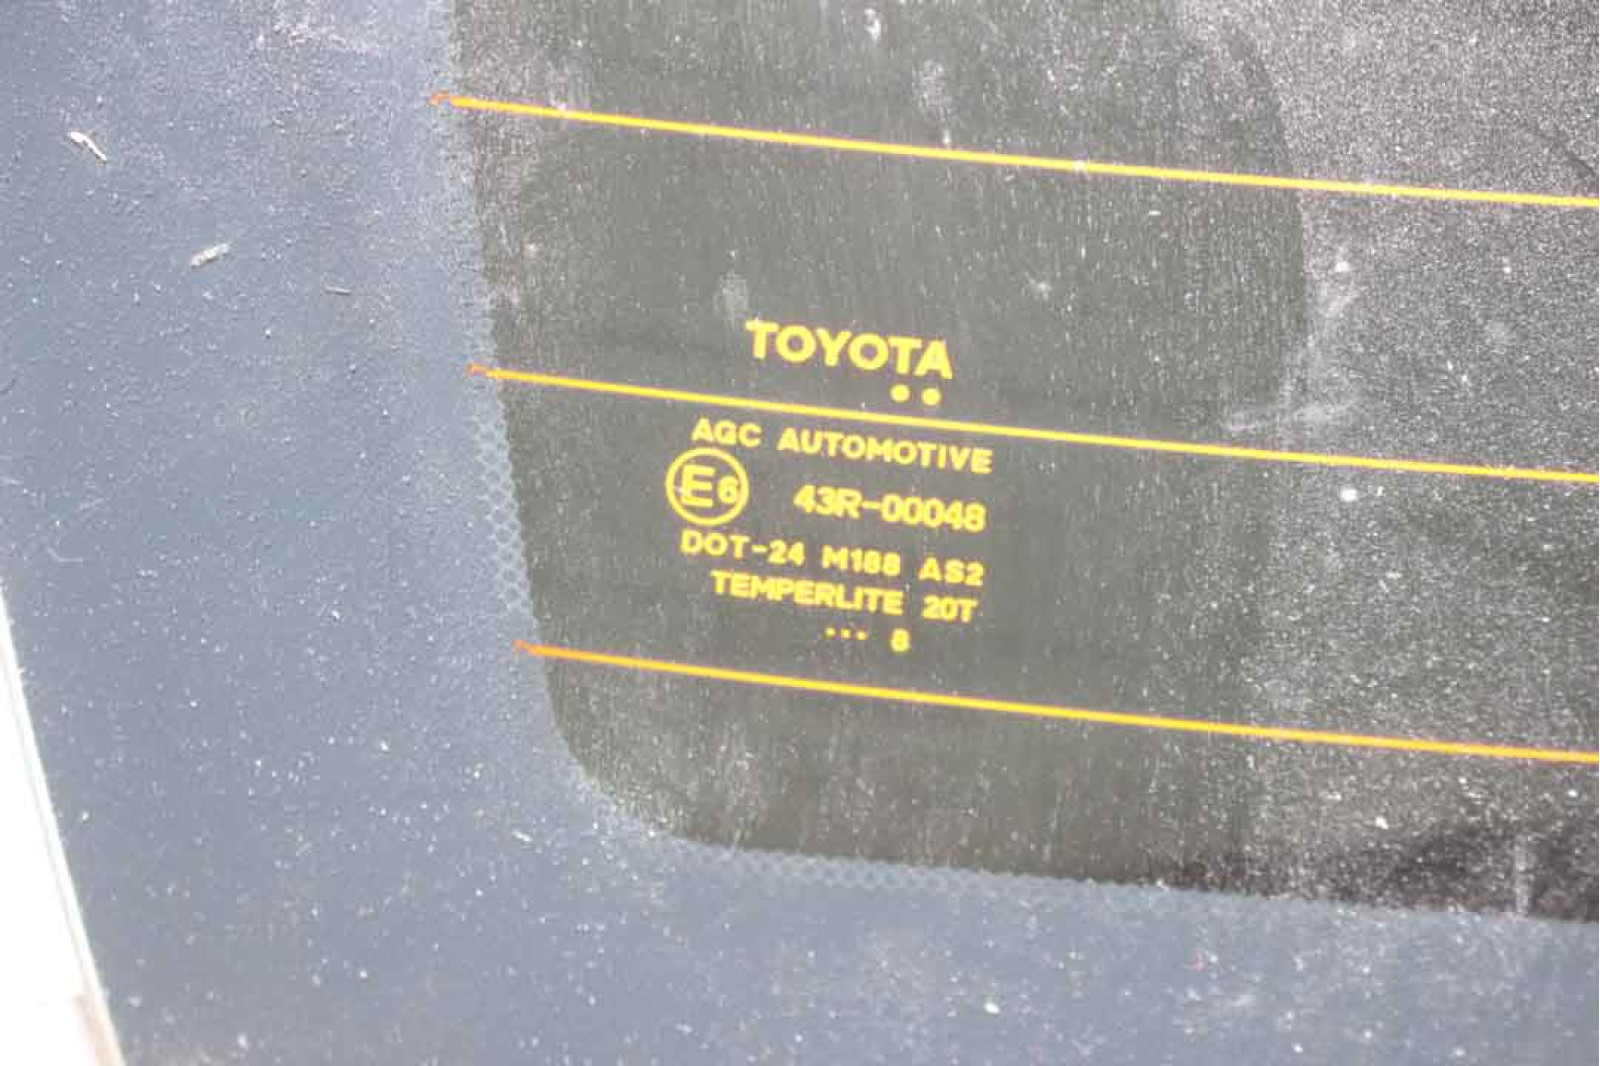 TOYOTA
••
AGC AUTOMOTIVE
E6 43R-00048
DOT-24 M188 AS2
TEMPERLITE 20T
••• 8